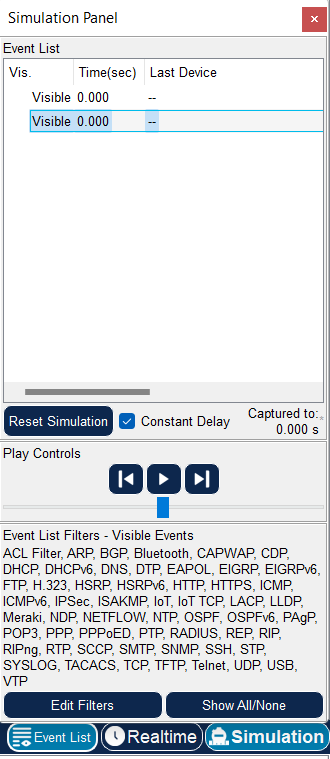 Simulation Panel
Event List
Vis. Time(sec) Last Device
Visible 0.000 --
Visible 0.000 --
Reset Simulation Constant Delay Captured to:*
0.000 s
Play Controls
Event List Filters - Visible Events
ACL Filter, ARP, BGP, Bluetooth, CAPWAP, CDP,
DHCP, DHCPv6, DNS, DTP, EAPOL, EIGRP, EIGRPv6,
FTP, H.323, HSRP, HSRPv6, HTTP, HTTPS, ICMP,
ICMPv6, IPSec, ISAKMP, IoT, IoT TCP, LACP, LLDP,
Meraki, NDP, NETFLOW, NTP, OSPF, OSPFv6, PAgP,
POP3, PPP, PPPoED, PTP, RADIUS, REP, RIP,
RIPng, RTP, SCCP, SMTP, SNMP, SSH, STP,
SYSLOG, TACACS, TCP, TFTP, Telnet, UDP, USB,
VTP
Edit Filters Show All/None
Event List Realtime Simulation